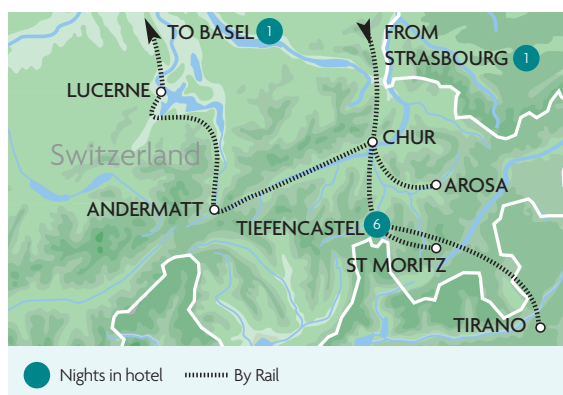 TO BASEL 1
FROM
STRASBOURG 1
LUCERNE
CHUR
Switzerland
AROSA
ANDERMATT
TIEFENCASTEL 6
ST MORITZ
TIRANO
Nights in hotel By Rail